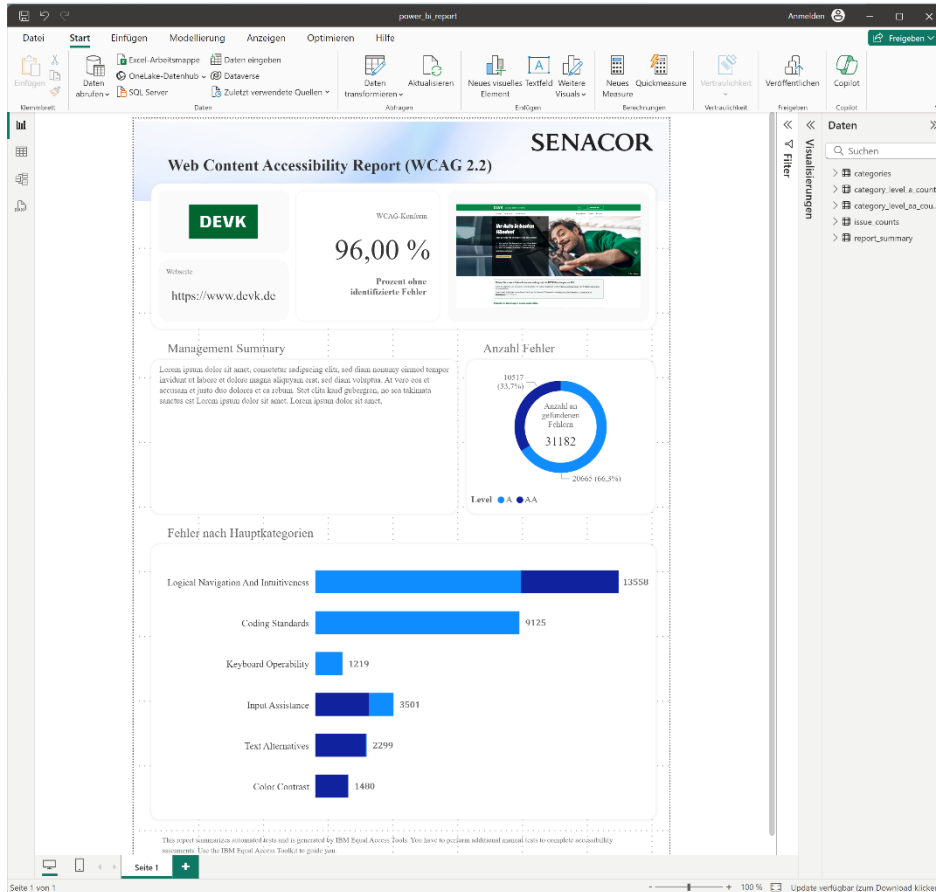 power_bi_report
Anmelden
Datei Start Einfügen Modellierung Anzeigen Optimieren Hilfe
Freigeben
Einfügen
Daten abrufen
Excel-Arbeitsmappe
OneLake-Datenhub
SQL Server
Daten eingeben
Dataverse
Zuletzt verwendete Quellen
Daten transformieren
Aktualisieren
Neues visuelles Element
Textfeld
Weitere Visuals
Neues Measure
Quickmeasure
Vertraulichkeit
Veröffentlichen
Copilot
Daten
Abfragen
Einfügen
Berechnungen
Vertraulichkeit
Freigeben
Copilot
SENACOR
Web Content Accessibility Report (WCAG 2.2)
DEVK
Webseite
https://www.devk.de
WCAG-Konform
96,00 %
Prozent ohne
identifizierte Fehler
DEVK
Management Summary
Lorem ipsum dolor sit amet, consetetur sadipscing elitr, sed diam nonumy eirmod tempor
invidunt ut labore et dolore magna aliquyam erat, sed diam voluptua. At vero eos et
accusam et justo duo dolores et ea rebum. Stet clita kasd gubergren, no sea takimata
sanctus est Lorem ipsum dolor sit amet. Lorem ipsum dolor sit amet,
Anzahl Fehler
10517
(33,7%)
Anzahl an
gefundenen
Fehlern
31182
20665 (66,3%)
Level A AA
Fehler nach Hauptkategorien
Logical Navigation And Intuitiveness 13558
Coding Standards 9125
Keyboard Operability 1219
Input Assistance 3501
Text Alternatives 2299
Color Contrast 1480
This report summarizes automated tests and is generated by IBM Equal Access Tools. You have to perform additional manual tests to complete accessibility
assessments. Use the IBM Equal Access Toolkit to guide you.
Filter
Visualisierungen
Daten
Suchen
categories
category_level_a_count
category_level_aa_cou...
issue_counts
report_summary
Seite 1
Seite 1 von 1
100 %
Update verfügbar (zum Download klicken